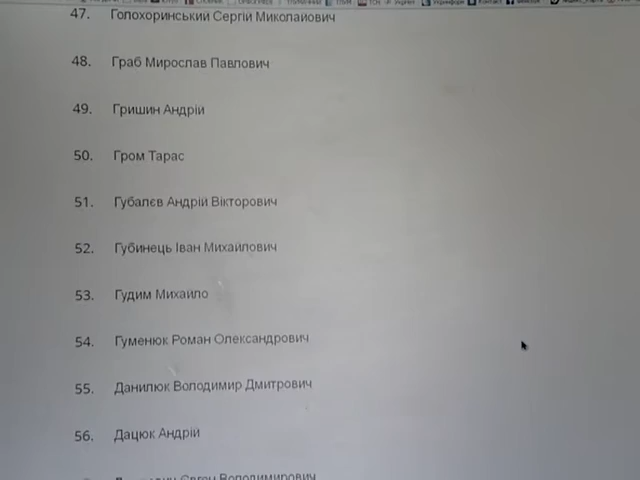 47. Голохоринський Сергій Миколайович
48. Граб Мирослав Павлович
49. Гришин Андрій
50. Гром Тарас
51. Губалєв Андрій Вікторович
52. Губинець Іван Михайлович
53. Гудим Михайло
54. Гуменюк Роман Олександрович
55. Данилюк Володимир Дмитрович
56. Дацюк Андрій
Володимирович